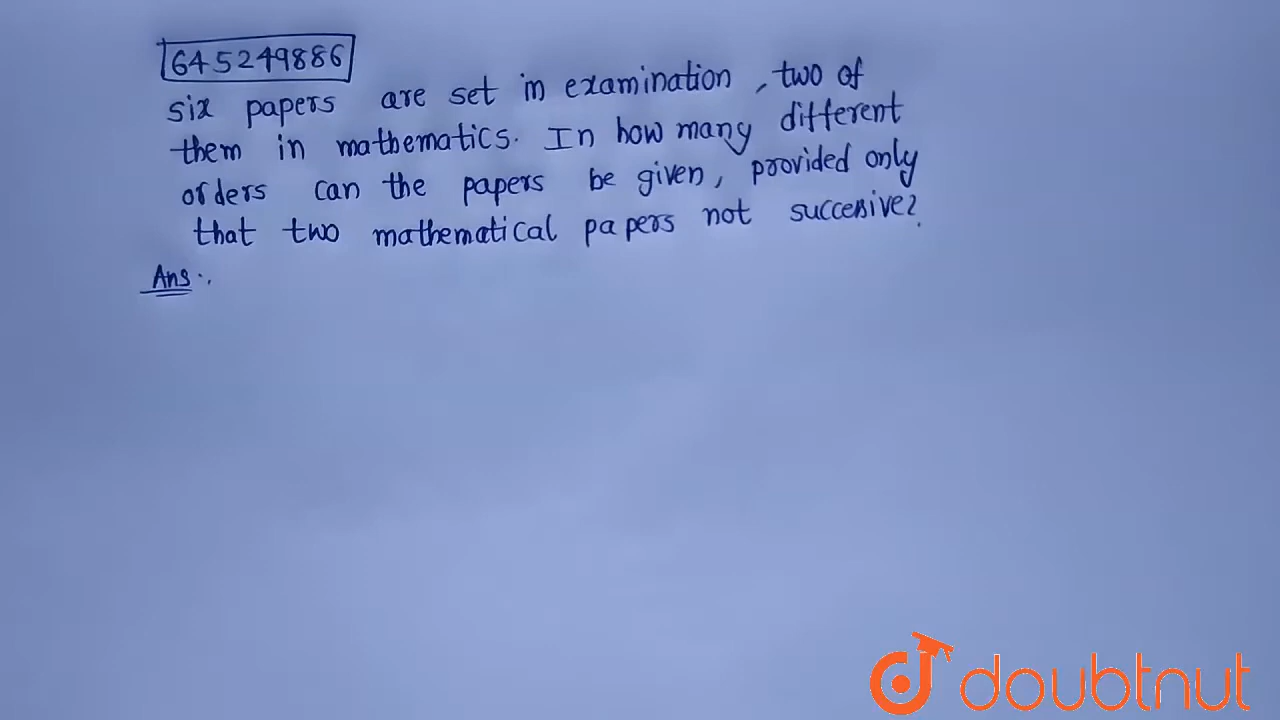 645249886
six papers are set in examination, two of
them in mathematics. In how many different
orders can the papers be given, provided only
that two mathematical papers not successive?
Ans:.
doubtnut